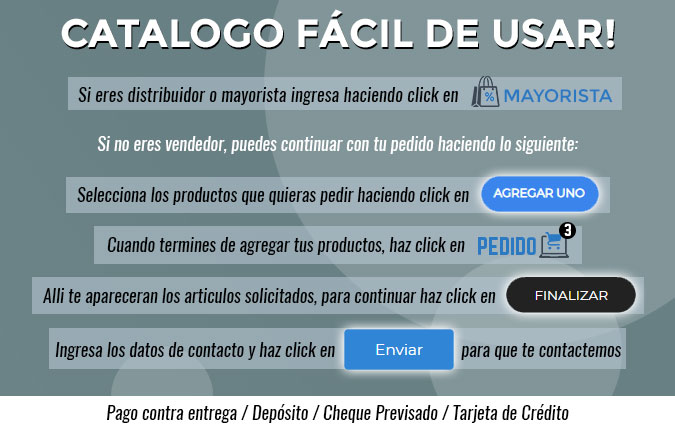 CATALOGO FÁCIL DE USAR!
Si eres distribuidor o mayorista ingresa haciendo click en % MAYORISTA
Si no eres vendedor, puedes continuar con tu pedido haciendo lo siguiente:
Selecciona los productos que quieras pedir haciendo click en AGREGAR UNO
Cuando termines de agregar tus productos, haz click en PEDIDO 3
Alli te apareceran los articulos solicitados, para continuar haz click en FINALIZAR
Ingresa los datos de contacto y haz click en Enviar para que te contactemos
Pago contra entrega / Depósito / Cheque Previsado / Tarjeta de Crédito